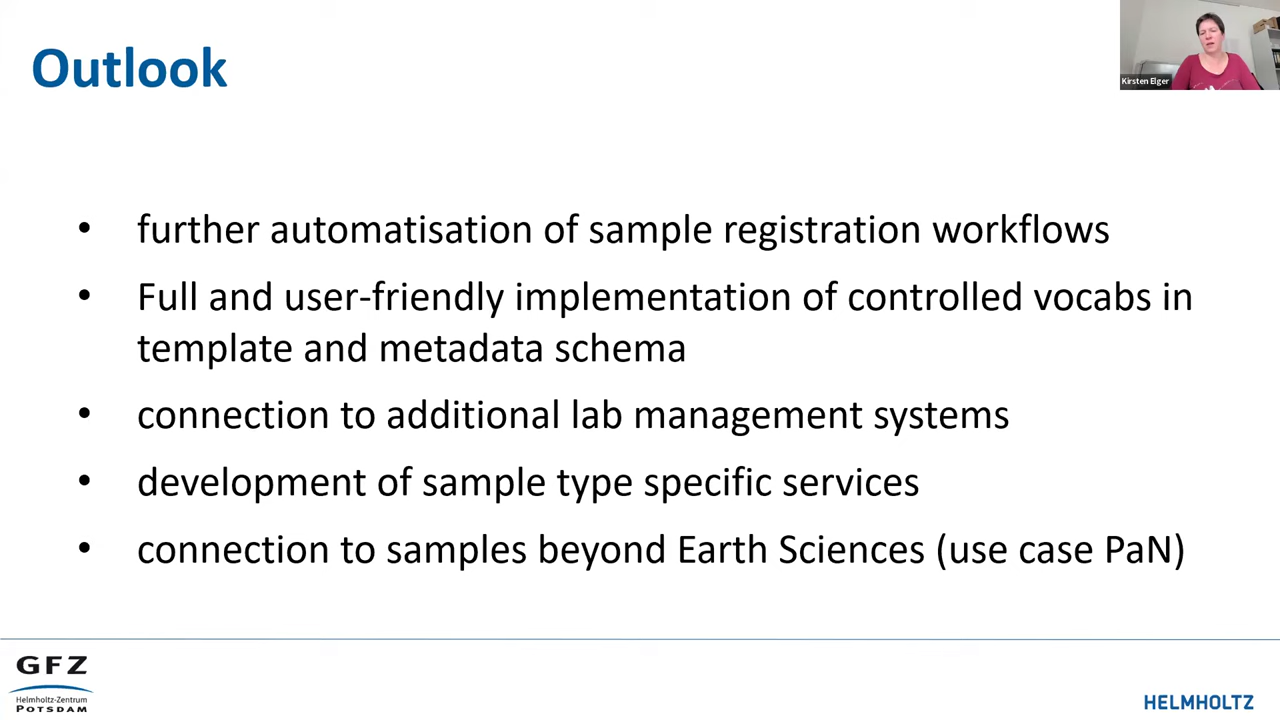 Outlook
Kirsten Elger
• further automatisation of sample registration workflows
• Full and user-friendly implementation of controlled vocabs in
template and metadata schema
• connection to additional lab management systems
• development of sample type specific services
• connection to samples beyond Earth Sciences (use case PaN)
GFZ
Helmholtz-Zentrum
POTSDAM
HELMHOLTZ